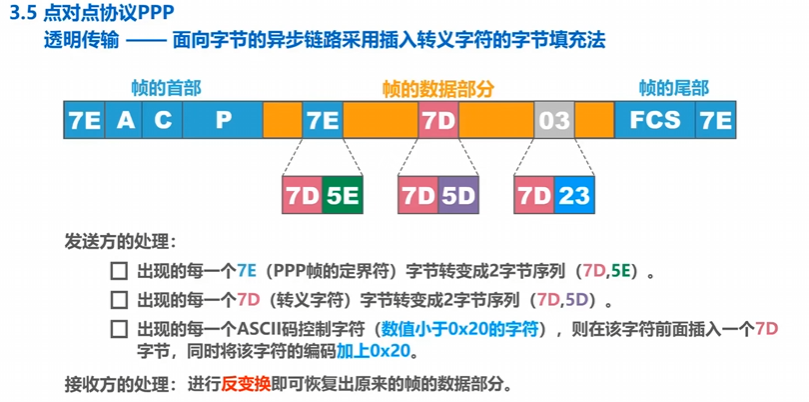 3.5 点对点协议PPP
透明传输 —— 面向字节的异步链路采用插入转义字符的字节填充法
帧的首部 帧的数据部分 帧的尾部
7E A C P 7E 7D 03 FCS 7E
7D 5E 7D 5D 7D 23
发送方的处理：
出现的每一个7E（PPP帧的定界符）字节转变成2字节序列（7D,5E）。
出现的每一个7D（转义字符）字节转变成2字节序列（7D,5D）。
出现的每一个ASCII码控制字符（数值小于0x20的字符），则在该字符前面插入一个7D
字节，同时将该字符的编码加上0x20。
接收方的处理：进行反变换即可恢复出原来的帧的数据部分。